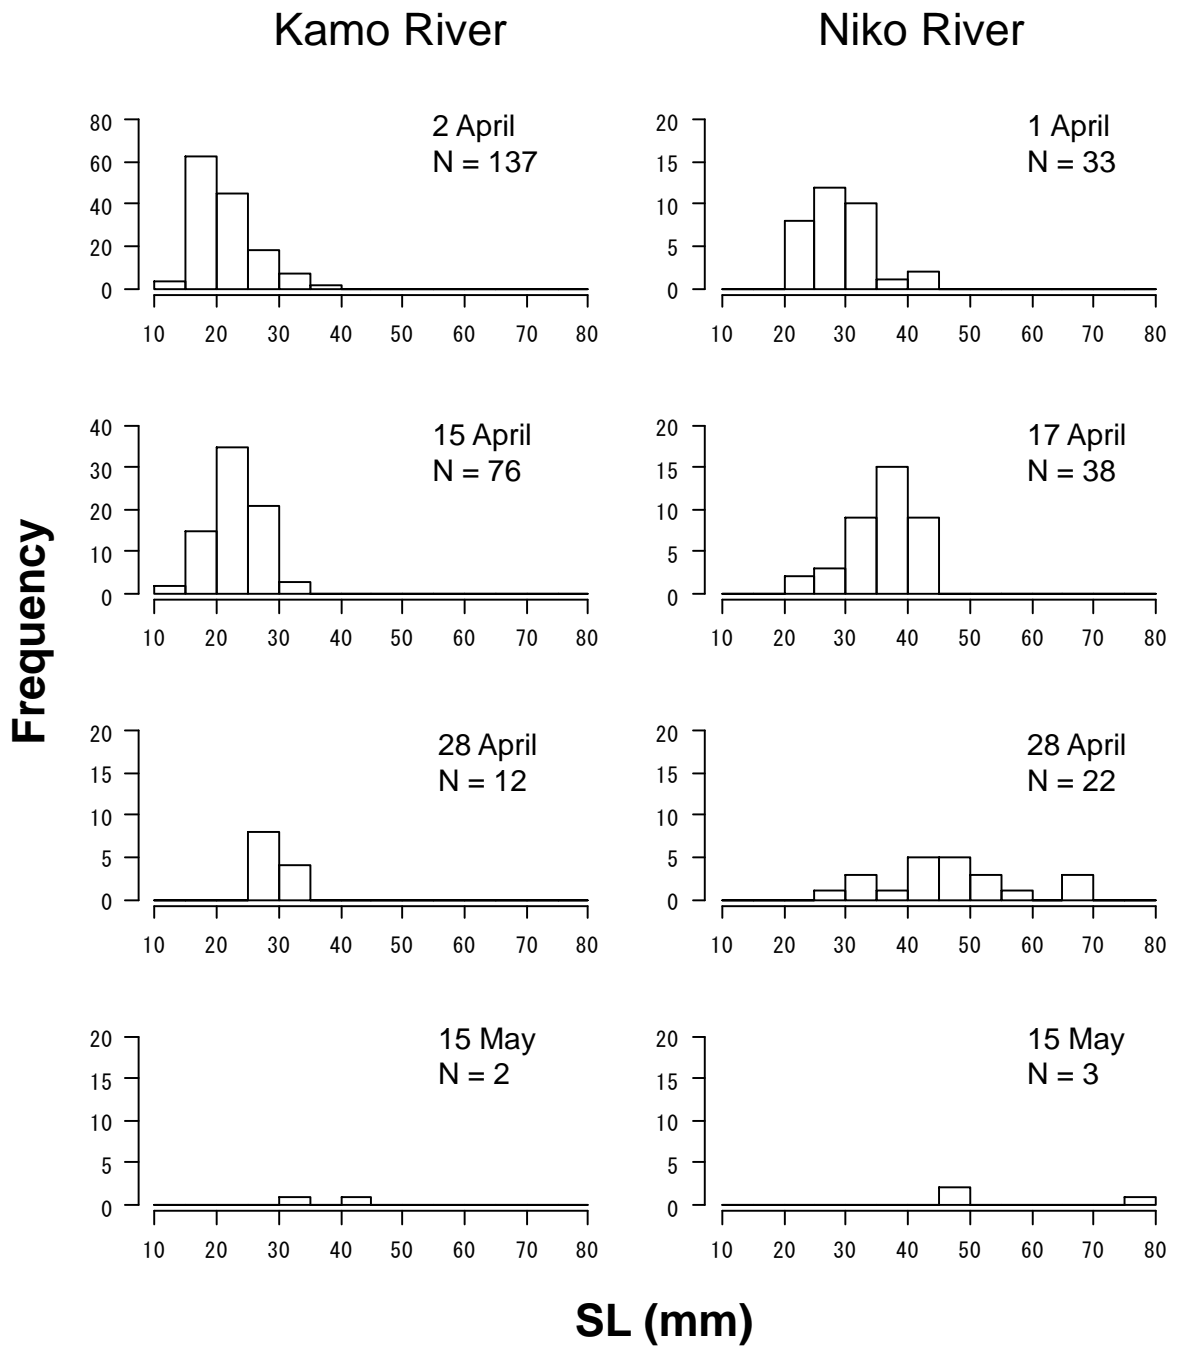 Kamo River
Niko River
2 April
N = 137
80
60
40
20
0
10 20 30 40 50 60 70 80
1 April
N = 33
20
15
10
5
0
10 20 30 40 50 60 70 80
15 April
N = 76
40
30
20
10
0
10 20 30 40 50 60 70 80
17 April
N = 38
20
15
10
5
0
10 20 30 40 50 60 70 80
Frequency
28 April
N = 12
20
15
10
5
0
10 20 30 40 50 60 70 80
28 April
N = 22
20
15
10
5
0
10 20 30 40 50 60 70 80
15 May
N = 2
20
15
10
5
0
10 20 30 40 50 60 70 80
15 May
N = 3
20
15
10
5
0
10 20 30 40 50 60 70 80
SL (mm)